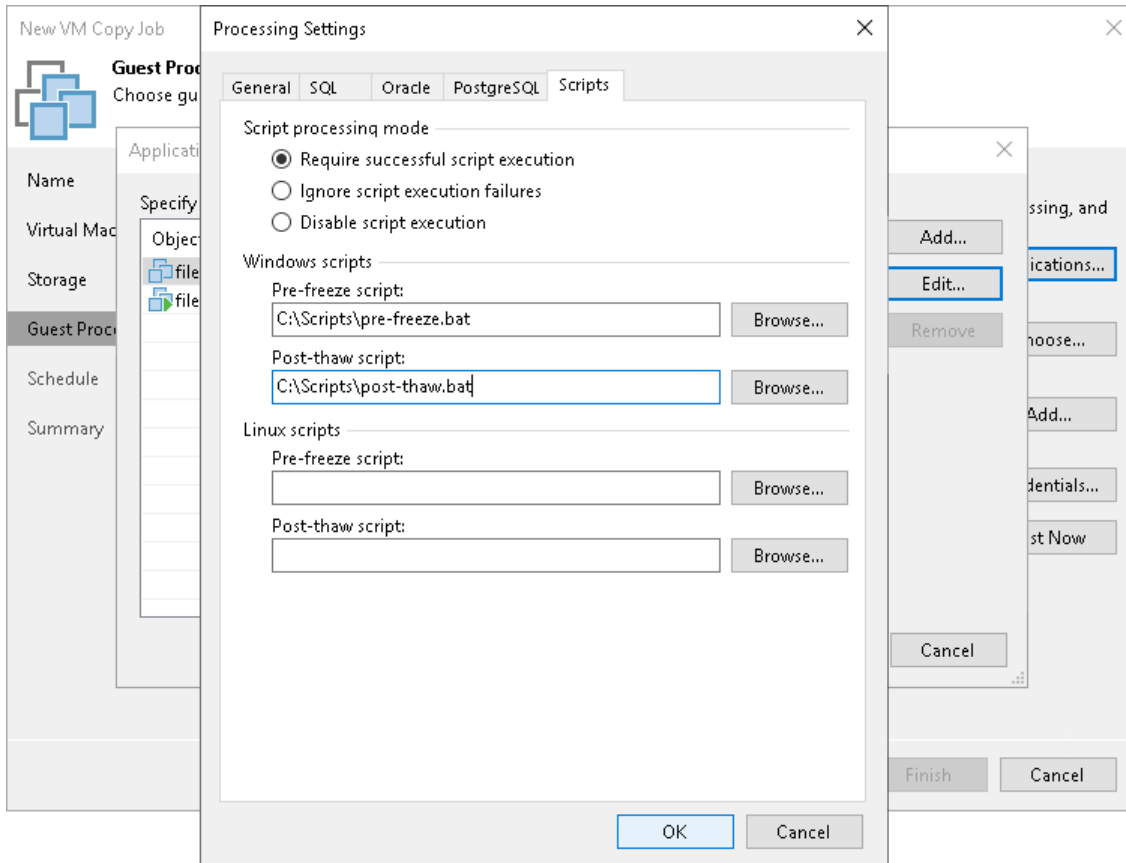 New VM Copy Job
Processing Settings
Guest Proc
Choose gu
General SQL Oracle PostgreSQL Scripts
Script processing mode
Applicati
Require successful script execution
Name
Ignore script execution failures
Specify
ssing, and
Disable script execution
Virtual Mac
Objec
Add...
Windows scripts
ications...
Storage
file
Pre-freeze script:
Edit...
file
C:\Scripts\pre-freeze.bat
Browse...
Guest Proc
Remove
hoose...
Post-thaw script:
Schedule
C:\Scripts\post-thaw.bat
Browse...
Add...
Summary
Linux scripts
Pre-freeze script:
Browse...
dentials...
Post-thaw script:
st Now
Browse...
Cancel
Finish
Cancel
OK
Cancel